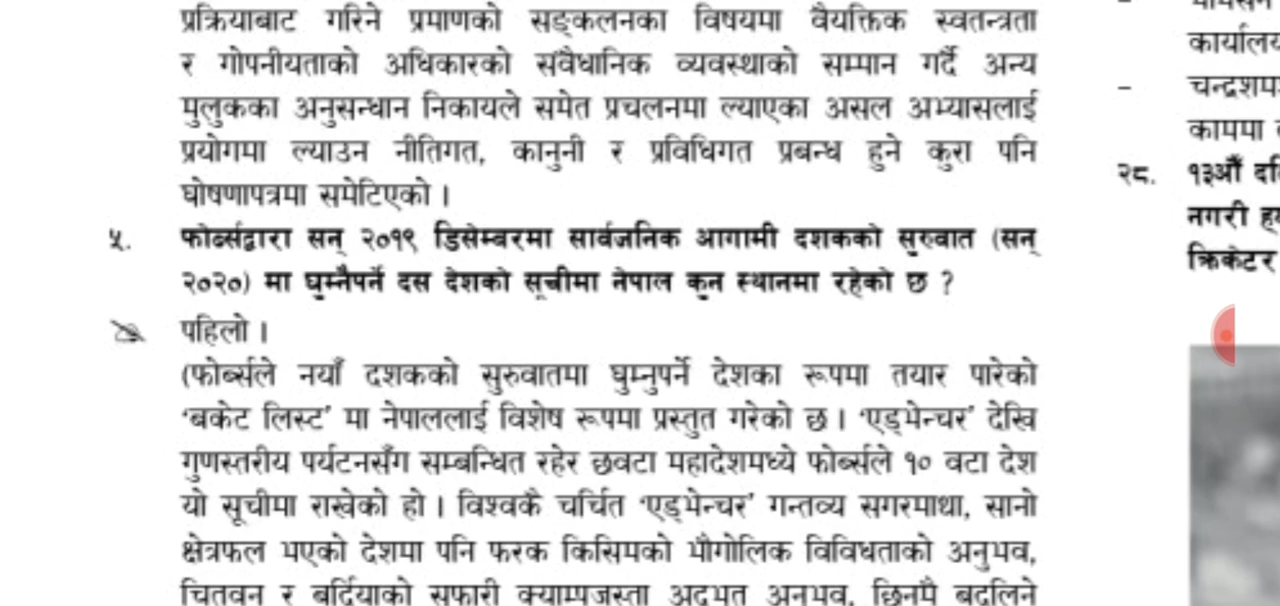 प्रक्रियाबाट गरिने प्रमाणको सङ्कलनका विषयमा वैयक्तिक स्वतन्त्रता
र गोपनीयताको अधिकारको संवैधानिक व्यवस्थाको सम्मान गर्दै अन्य
मुलुकका अनुसन्धान निकायले समेत प्रचलनमा ल्याएका असल अभ्यासलाई
प्रयोगमा ल्याउन नीतिगत, कानुनी र प्रविधिगत प्रबन्ध हुने कुरा पनि
घोषणापत्रमा समेटिएको ।
५. फोर्ब्सद्वारा सन् २०१९ डिसेम्बरमा सार्वजनिक आगामी दशकको सुरुवात (सन्
२०२०) मा घुम्नैपर्ने दस देशको सूचीमा नेपाल कुन स्थानमा रहेको छ ?
पहिलो ।
(फोर्ब्सले नयाँ दशकको सुरुवातमा घुम्नुपर्ने देशका रूपमा तयार पारेको
‘बकेट लिस्ट’ मा नेपाललाई विशेष रूपमा प्रस्तुत गरेको छ । ‘एड्भेन्चर’ देखि
गुणस्तरीय पर्यटनसँग सम्बन्धित रहेर छवटा महादेशमध्ये फोर्ब्सले १० वटा देश
यो सूचीमा राखेको हो । विश्वकै चर्चित ‘एड्भेन्चर’ गन्तव्य सगरमाथा, सानो
क्षेत्रफल भएको देशमा पनि फरक किसिमको भौगोलिक विविधताको अनुभव,
चितवन र बर्दियाको सफारी क्याम्पजस्ता अद्भुत अनुभव, छिनमै बदलिने
कार्यालय
–
२८. १३औँ
नगरी
क्रिकेटर